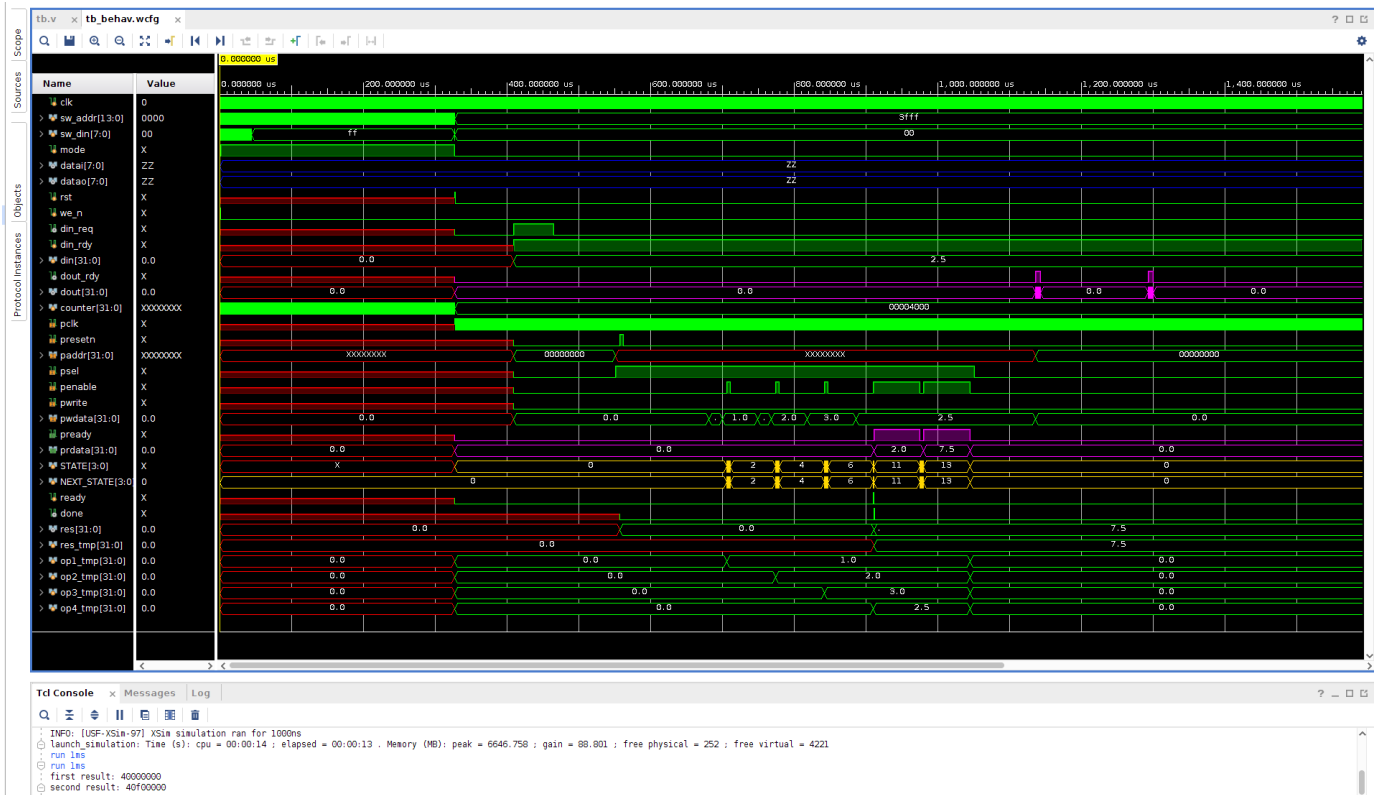 tb.v × tb_behav.wcfg ×
Scope
Sources
Objects
Protocol Instances
0.000000 us
Name Value
0.000000 us 200.000000 us 400.000000 us 600.000000 us 800.000000 us 1,000.000000 us 1,200.000000 us 1,400.000000 us
clk 0
sw_addr[13:0] 0000 3fff
sw_din[7:0] 00 ff 00
mode X
datai[7:0] ZZ ZZ
datao[7:0] ZZ ZZ
rst X
we_n X
din_req X
din_rdy X
din[31:0] 0.0 0.0 2.5
dout_rdy X
dout[31:0] 0.0 0.0 0.0 0.0 0.0
counter[31:0] XXXXXXXX 00004000
pclk X
presetn X
paddr[31:0] XXXXXXXX XXXXXXXX 00000000 XXXXXXXX 00000000
psel X
penable X
pwrite X
pwdata[31:0] 0.0 0.0 0.0 . 1.0 . 2.0 3.0 2.5 0.0
pready X
prdata[31:0] 0.0 0.0 0.0 2.0 7.5 0.0
STATE[3:0] X X 0 2 4 6 11 13 0
NEXT_STATE[3:0 0 0 2 4 6 11 13 0
ready X
done X
res[31:0] 0.0 0.0 0.0 . 7.5
res_tmp[31:0] 0.0 0.0 7.5
op1_tmp[31:0] 0.0 0.0 0.0 1.0 0.0
op2_tmp[31:0] 0.0 0.0 0.0 2.0 0.0
op3_tmp[31:0] 0.0 0.0 0.0 3.0 0.0
op4_tmp[31:0] 0.0 0.0 0.0 2.5 0.0
Tcl Console × Messages Log
INFO: [USF-XSim-97] XSim simulation ran for 1000ns
launch_simulation: Time (s): cpu = 00:00:14 ; elapsed = 00:00:13 . Memory (MB): peak = 6646.758 ; gain = 88.801 ; free physical = 252 ; free virtual = 4221
run 1ms
run 1ms
first result: 40000000
second result: 40f00000